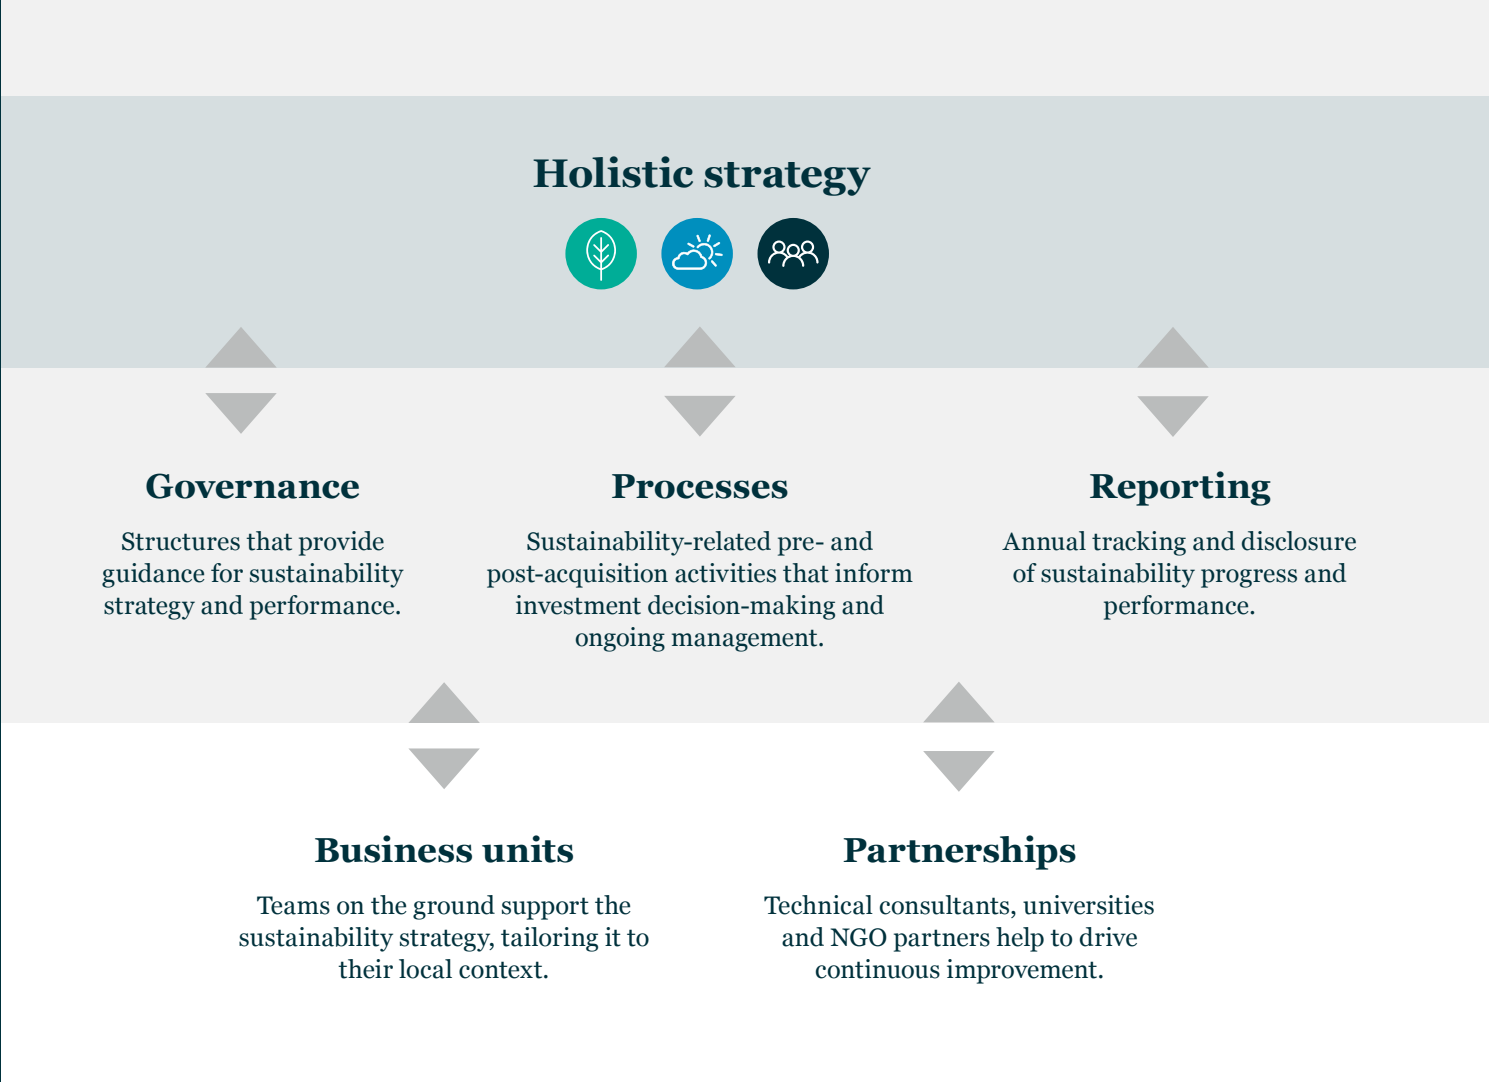 Holistic strategy
Governance
Structures that provide
guidance for sustainability
strategy and performance.
Processes
Sustainability-related pre- and
post-acquisition activities that inform
investment decision-making and
ongoing management.
Reporting
Annual tracking and disclosure
of sustainability progress and
performance.
Business units
Teams on the ground support the
sustainability strategy, tailoring it to
their local context.
Partnerships
Technical consultants, universities
and NGO partners help to drive
continuous improvement.